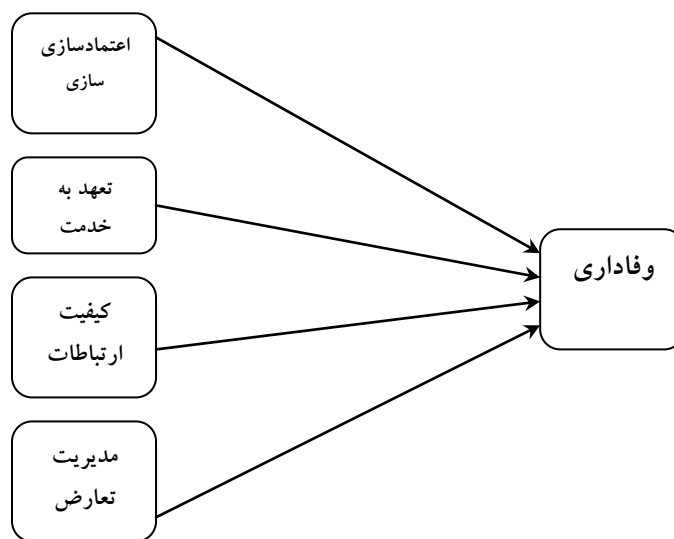 اعتمادسازی
سازی
تعهد به
خدمت
کیفیت
ارتباطات
مدیریت
تعارض
وفاداری